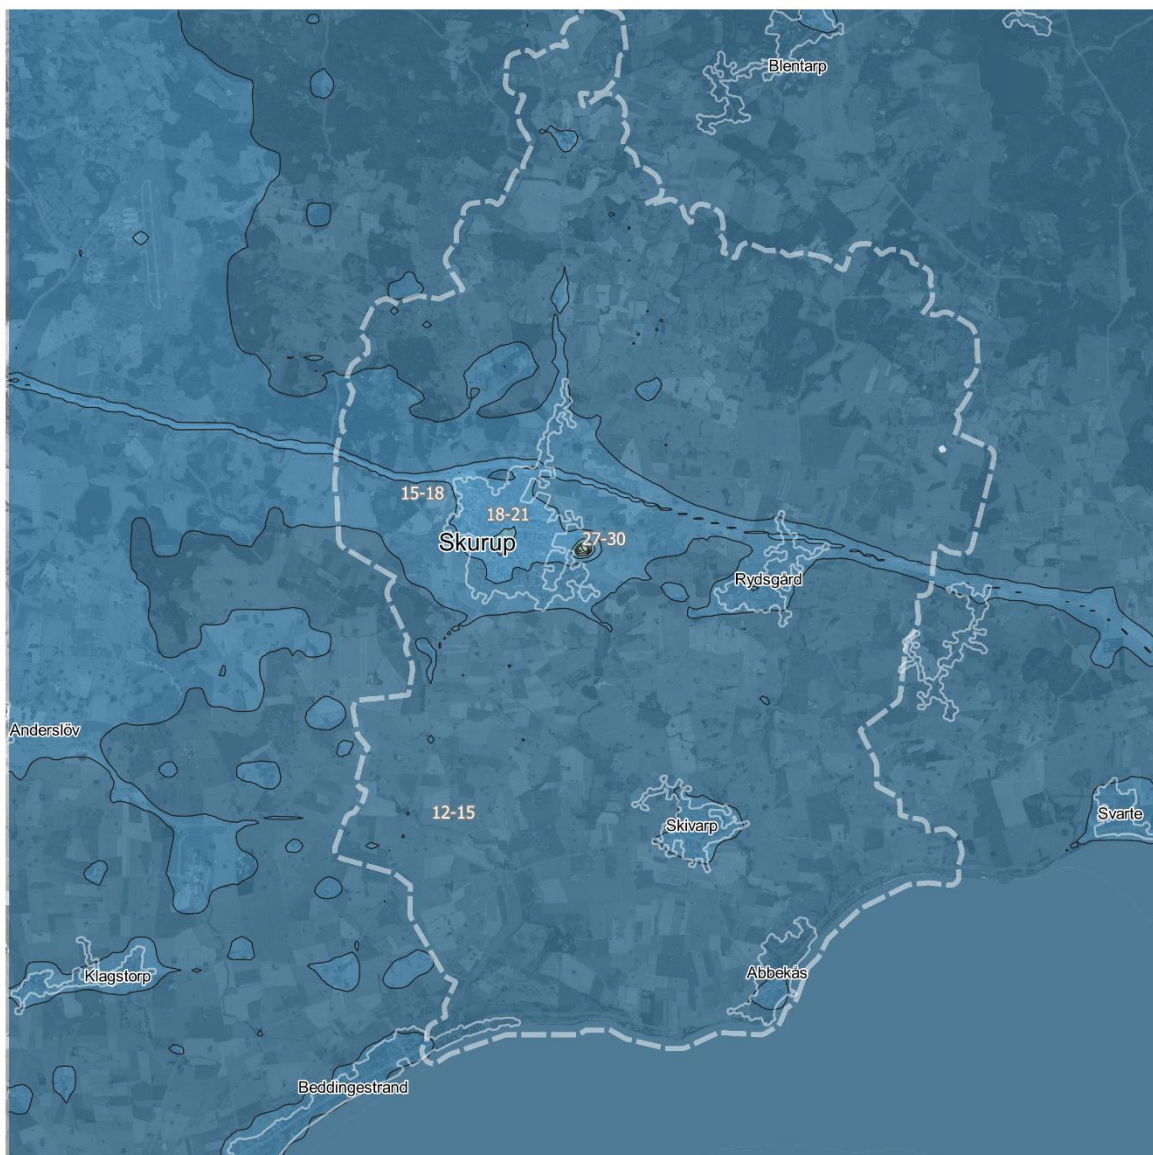 Blentarp
15-18
18-21
Skurup
27-30
Rydsgård
Anderslöv
12-15
Skivarp
Svarte
Klagstorp
Abbekås
Beddingestrand